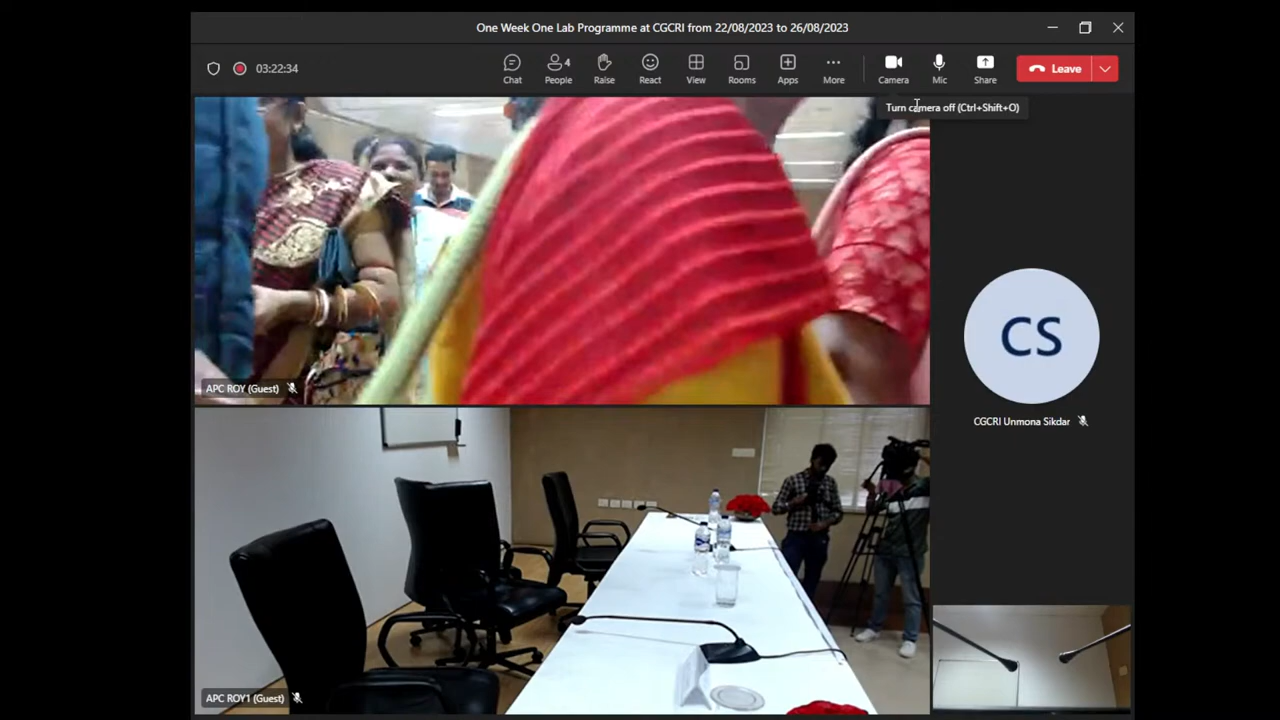 One Week One Lab Programme at CGCRI from 22/08/2023 to 26/08/2023
03:22:34
Chat
4
People
Raise
React
View
Rooms
Apps
More
Camera
Mic
Share
Leave
Turn camera off (Ctrl+Shift+O)
APC ROY (Guest)
CS
CGCRI Unmona Sikdar
APC ROY1 (Guest)